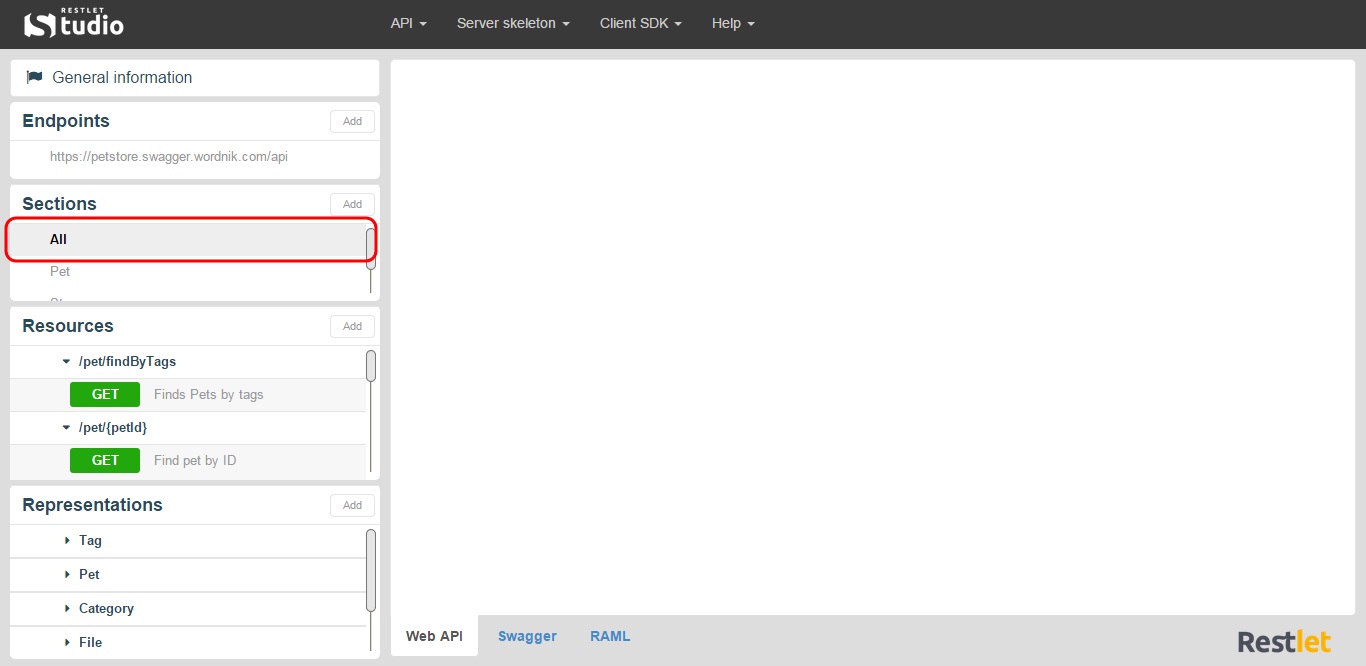 RESTLET
Studio
API
Server skeleton
Client SDK
Help
General information
Endpoints
Add
https://petstore.swagger.wordnik.com/api
Sections
Add
All
Pet
Resources
Add
/pet/findByTags
GET Finds Pets by tags
/pet/{petId}
GET Find pet by ID
Representations
Add
Tag
Pet
Category
File
Web API
Swagger
RAML
Restlet